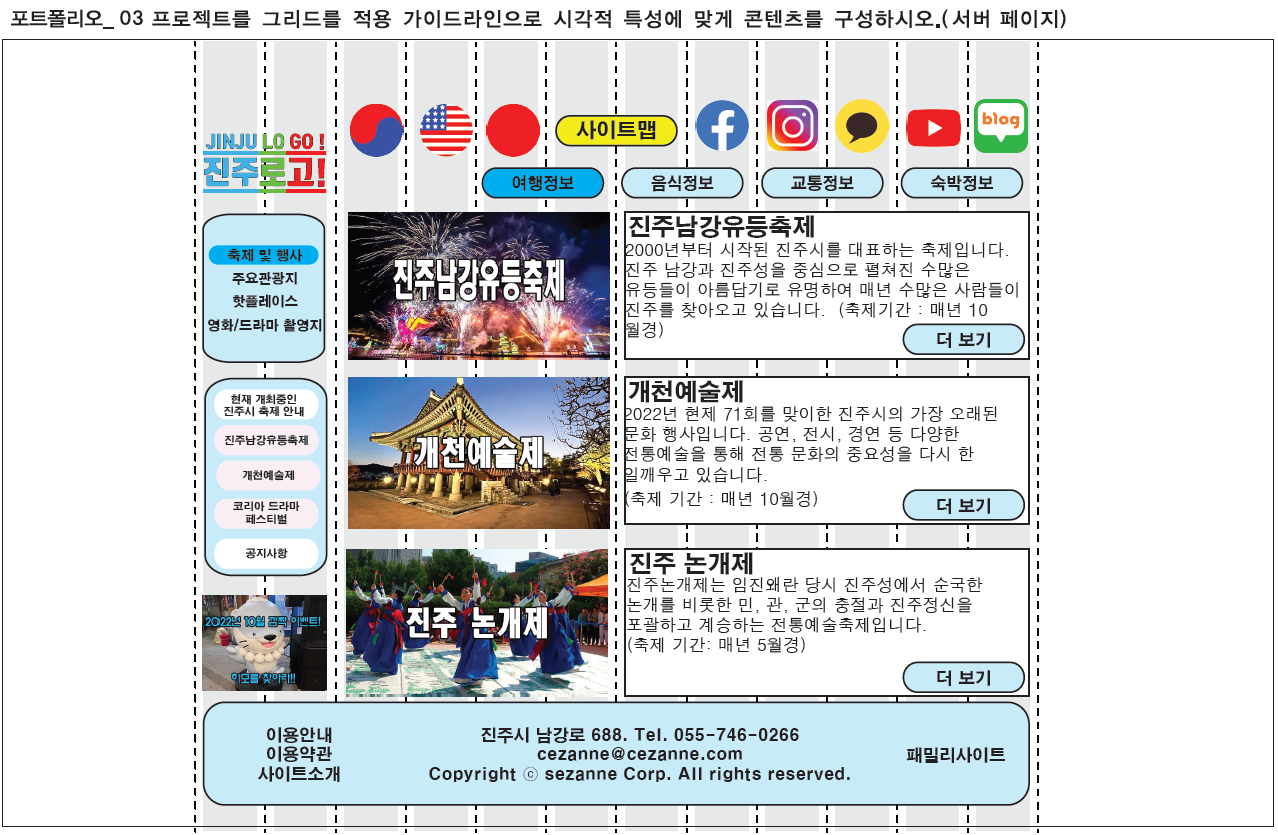 포트폴리오_ 03 프로젝트를 그리드를 적용 가이드라인으로 시각적 특성에 맞게 콘텐츠를 구성하시오.(서버 페이지)
JINJU LO GO !
진주로고!
사이트맵
blog
여행정보
음식정보
교통정보
숙박정보
축제 및 행사
주요관광지
핫플레이스
영화/드라마 촬영지
현재 개최중인
진주시 축제 안내
진주남강유등축제
개천예술제
코리아 드라마
페스티벌
공지사항
2022년 10월 깜짝 이벤트!
하모를 찾아라!!
진주남강유등축제
진주남강유등축제
2000년부터 시작된 진주시를 대표하는 축제입니다.
진주 남강과 진주성을 중심으로 펼쳐진 수많은
유등들이 아름답기로 유명하여 매년 수많은 사람들이
진주를 찾아오고 있습니다. (축제기간 : 매년 10
월경)
더 보기
개천예술제
개천예술제
2022년 현제 71회를 맞이한 진주시의 가장 오래된
문화 행사입니다. 공연, 전시, 경연 등 다양한
전통예술을 통해 전통 문화의 중요성을 다시 한
일깨우고 있습니다.
(축제 기간 : 매년 10월경)
더 보기
진주 논개제
진주 논개제
진주논개제는 임진왜란 당시 진주성에서 순국한
논개를 비롯한 민, 관, 군의 충절과 진주정신을
포괄하고 계승하는 전통예술축제입니다.
(축제 기간: 매년 5월경)
더 보기
이용안내
이용약관
사이트소개
진주시 남강로 688. Tel. 055-746-0266
cezanne@cezanne.com
Copyright ⓒ sezanne Corp. All rights reserved.
패밀리사이트